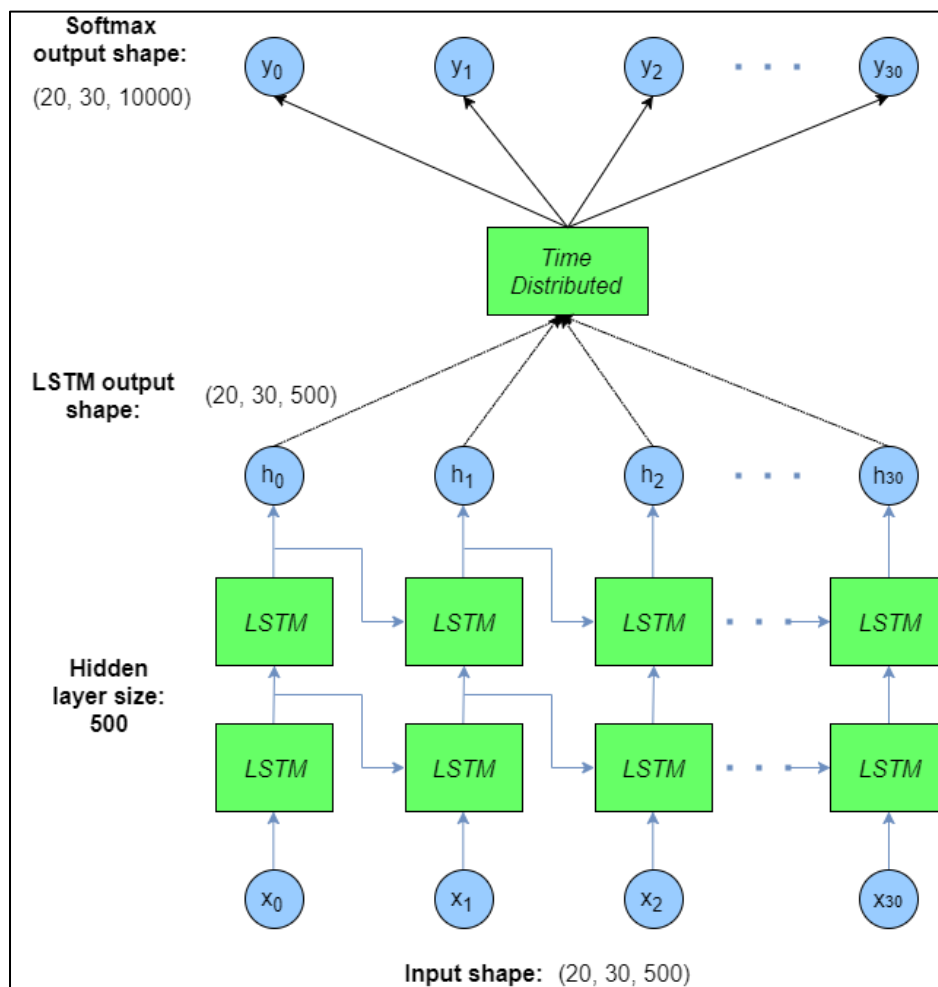 Softmax
output shape:
(20, 30, 10000)
y0 y1 y2 y30
Time
Distributed
LSTM output
shape:
(20, 30, 500)
h0 h1 h2 h30
LSTM LSTM LSTM LSTM
Hidden
layer size:
500
LSTM LSTM LSTM LSTM
x0 x1 x2 x30
Input shape: (20, 30, 500)